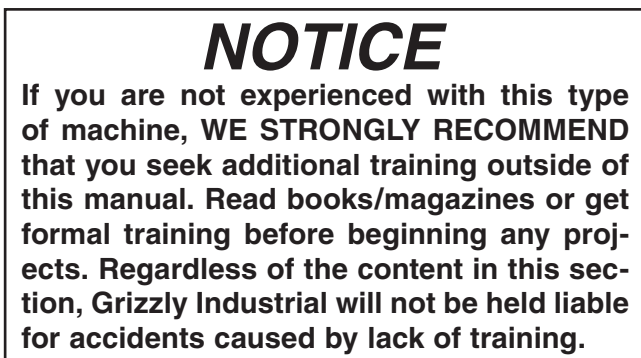 NOTICE
If you are not experienced with this type
of machine, WE STRONGLY RECOMMEND
that you seek additional training outside of
this manual. Read books/magazines or get
formal training before beginning any proj-
ects. Regardless of the content in this sec-
tion, Grizzly Industrial will not be held liable
for accidents caused by lack of training.